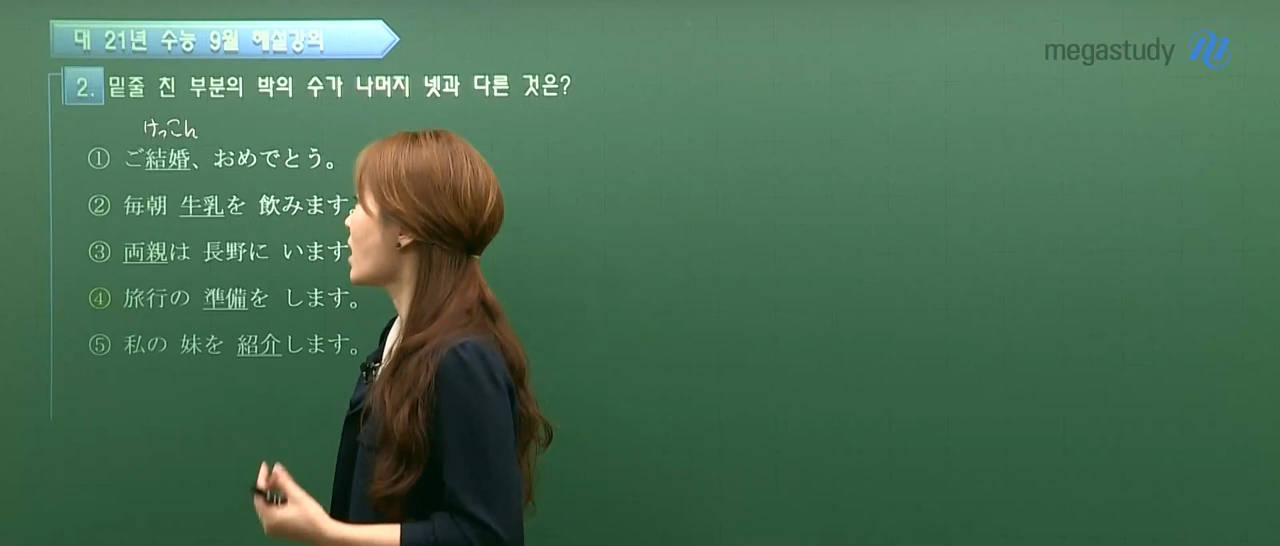 대 21년 수능 9월 해설강의
megastudy
2. 밑줄 친 부분의 박의 수가 나머지 넷과 다른 것은?
けっこん
① ご結婚、おめでとう。
② 毎朝 牛乳を 飲みます
③ 両親は 長野に います
④ 旅行の 準備を します。
⑤ 私の 妹を 紹介します。